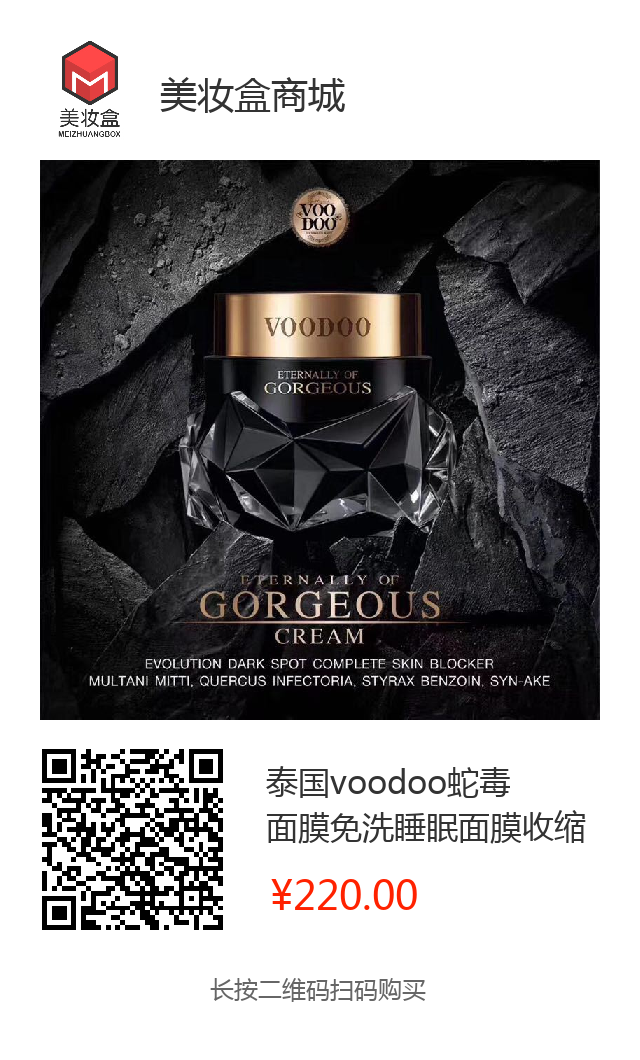 美妆盒
MEIZHUANGBOX
美妆盒商城
VOO
DOO
VOODOO
ETERNALLY OF
GORGEOUS
ETERNALLY OF
GORGEOUS
CREAM
EVOLUTION DARK SPOT COMPLETE SKIN BLOCKER
MULTANI MITTI, QUERCUS INFECTORIA, STYRAX BENZOIN, SYN-AKE
泰国voodoo蛇毒
面膜免洗睡眠面膜收缩
¥220.00
长按二维码扫码购买